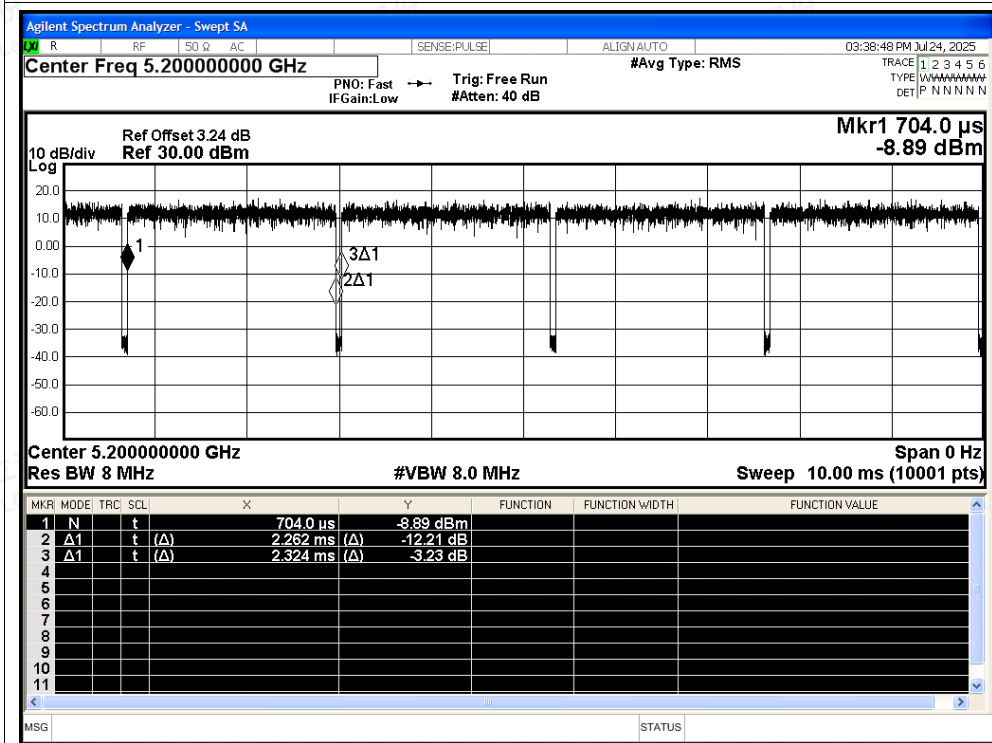 Agilent Spectrum Analyzer - Swept SA
LXI R RF 50 Ω AC SENSE:PULSE ALIGN AUTO 03:38:48 PM Jul 24, 2025
Center Freq 5.200000000 GHz #Avg Type: RMS TRACE 1 2 3 4 5 6
PNO: Fast Trig: Free Run TYPE WWWWWW
IFGain:Low #Atten: 40 dB DET P N N N N N
Mkr1 704.0 µs
-8.89 dBm
Ref Offset 3.24 dB
10 dB/div Ref 30.00 dBm
Log
20.0
10.0
0.00
1
3Δ1
-10.0
2Δ1
-20.0
-30.0
-40.0
-50.0
-60.0
Center 5.200000000 GHz Span 0 Hz
Res BW 8 MHz #VBW 8.0 MHz Sweep 10.00 ms (10001 pts)
MKR MODE TRC SCL X Y FUNCTION FUNCTION WIDTH FUNCTION VALUE
1 N t 704.0 µs -8.89 dBm
2 Δ1 t (Δ) 2.262 ms (Δ) -12.21 dB
3 Δ1 t (Δ) 2.324 ms (Δ) -3.23 dB
4
5
6
7
8
9
10
11
MSG STATUS